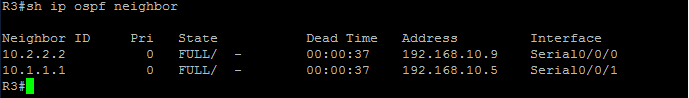 R3#sh ip ospf neighbor
Neighbor ID     Pri   State           Dead Time   Address         Interface
10.2.2.2          0   FULL/  -        00:00:37    192.168.10.9    Serial0/0/0
10.1.1.1          0   FULL/  -        00:00:37    192.168.10.5    Serial0/0/1
R3#